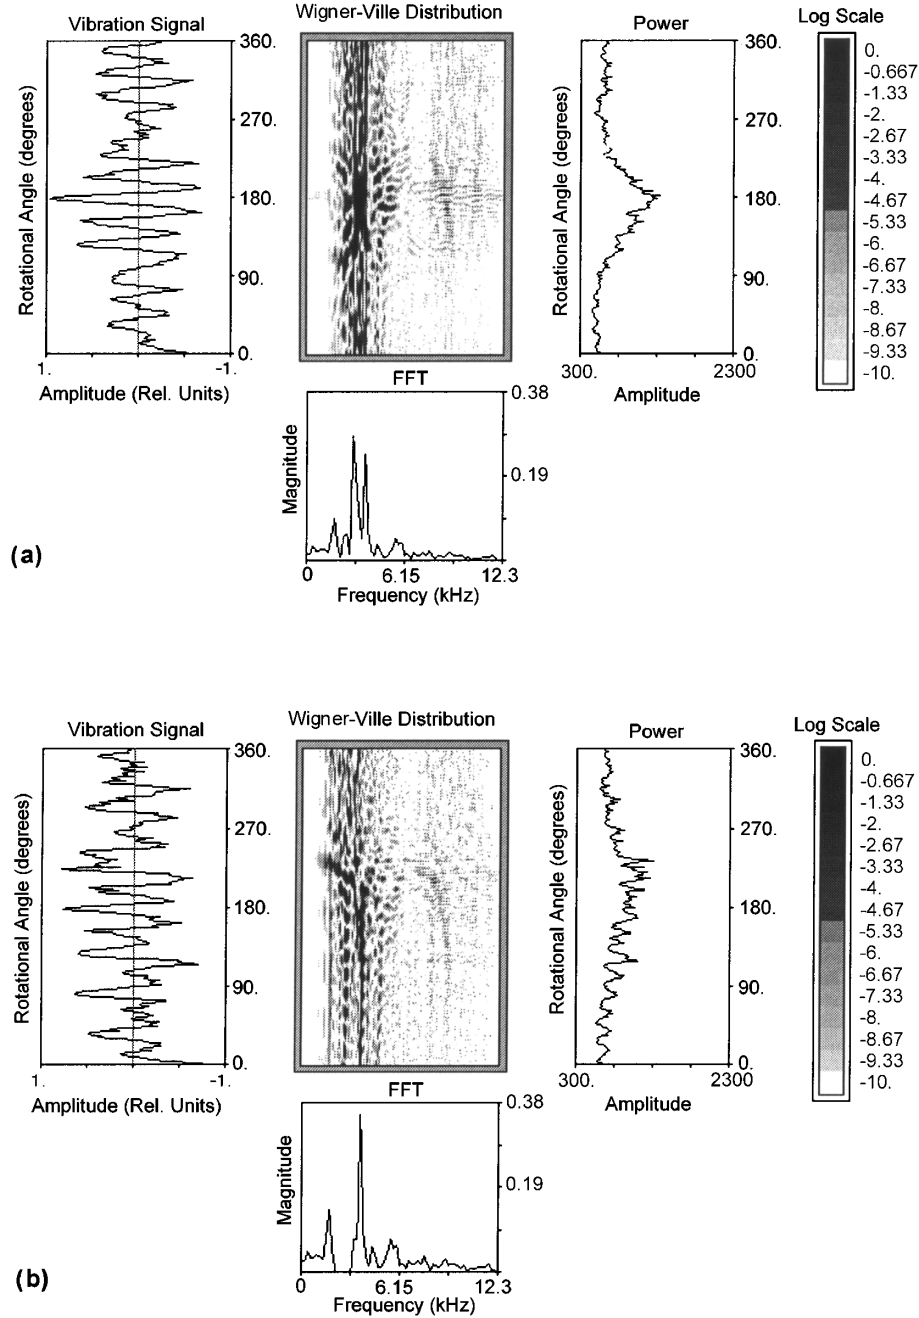 Vibration Signal
Wigner-Ville Distribution
Power
Log Scale
Rotational Angle (degrees)
360.
270.
180.
90.
0.
1.
-1.
Amplitude (Rel. Units)
Rotational Angle (degrees)
360.
270.
180.
90.
0.
300.
2300
Amplitude
0.
-0.667
-1.33
-2.
-2.67
-3.33
-4.
-4.67
-5.33
-6.
-6.67
-7.33
-8.
-8.67
-9.33
-10.
FFT
Magnitude
0.38
0.19
0
6.15
12.3
Frequency (kHz)
(a)
Vibration Signal
Wigner-Ville Distribution
Power
Log Scale
Rotational Angle (degrees)
360.
270.
180.
90.
0.
1.
-1.
Amplitude (Rel. Units)
Rotational Angle (degrees)
360.
270.
180.
90.
0.
300.
2300
Amplitude
0.
-0.667
-1.33
-2.
-2.67
-3.33
-4.
-4.67
-5.33
-6.
-6.67
-7.33
-8.
-8.67
-9.33
-10.
FFT
Magnitude
0.38
0.19
0
6.15
12.3
Frequency (kHz)
(b)